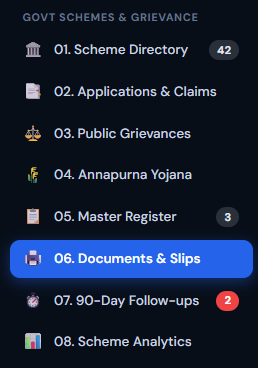 GOVT SCHEMES & GRIEVANCE
01. Scheme Directory 42
02. Applications & Claims
03. Public Grievances
04. Annapurna Yojana
05. Master Register 3
06. Documents & Slips
07. 90-Day Follow-ups 2
08. Scheme Analytics